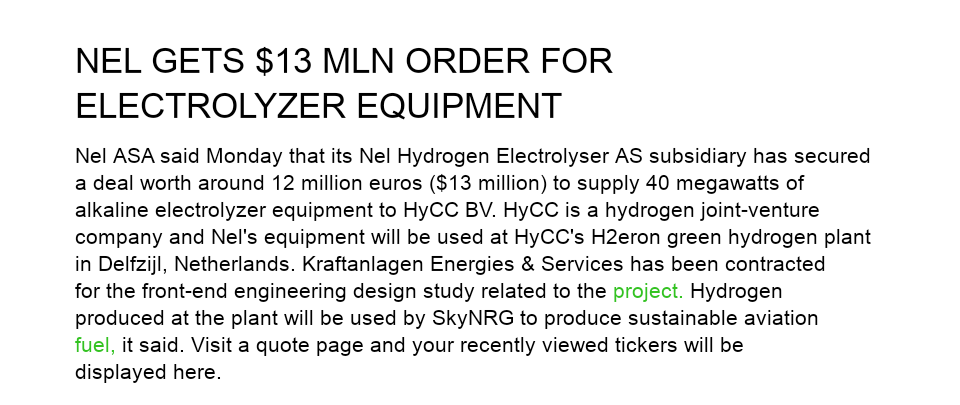 NEL GETS $13 MLN ORDER FOR
ELECTROLYZER EQUIPMENT
Nel ASA said Monday that its Nel Hydrogen Electrolyser AS subsidiary has secured
a deal worth around 12 million euros ($13 million) to supply 40 megawatts of
alkaline electrolyzer equipment to HyCC BV. HyCC is a hydrogen joint-venture
company and Nel's equipment will be used at HyCC's H2eron green hydrogen plant
in Delfzijl, Netherlands. Kraftanlagen Energies & Services has been contracted
for the front-end engineering design study related to the project. Hydrogen
produced at the plant will be used by SkyNRG to produce sustainable aviation
fuel, it said. Visit a quote page and your recently viewed tickers will be
displayed here.